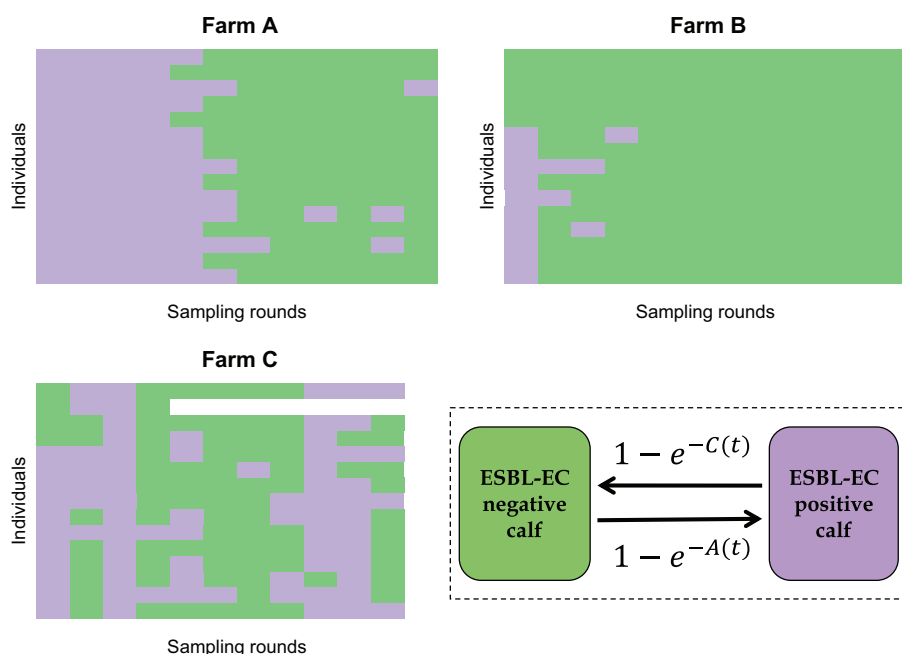 Farm A
Individuals
Sampling rounds
Farm B
Individuals
Sampling rounds
Farm C
Individuals
Sampling rounds
ESBL-EC
negative
calf
1 − e^{−C(t)}
1 − e^{−A(t)}
ESBL-EC
positive
calf